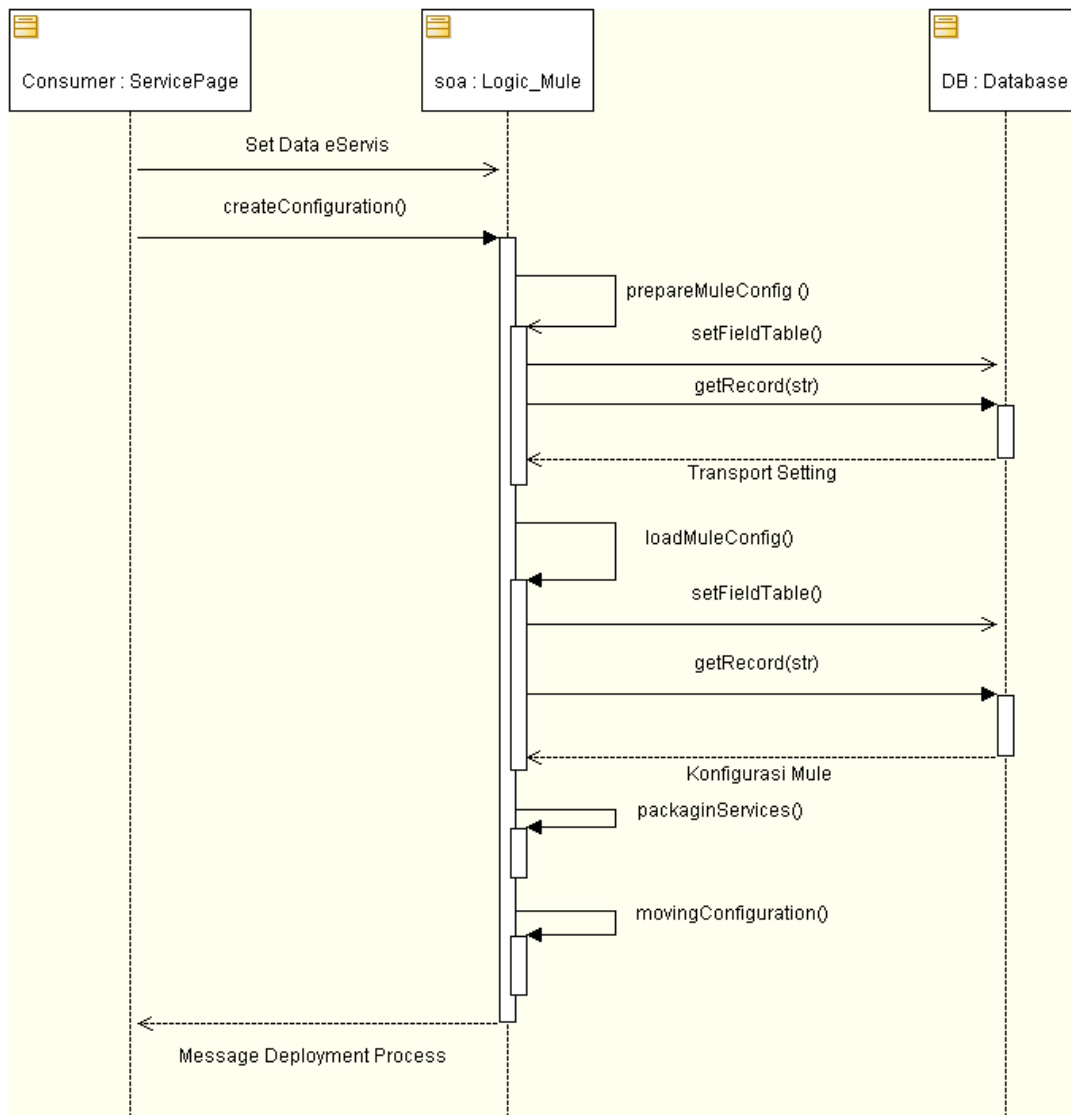 Consumer : ServicePage
soa : Logic_Mule
DB : Database
Set Data eServis
createConfiguration()
prepareMuleConfig ()
setFieldTable()
getRecord(str)
Transport Setting
loadMuleConfig()
setFieldTable()
getRecord(str)
Konfigurasi Mule
packaginServices()
movingConfiguration()
Message Deployment Process